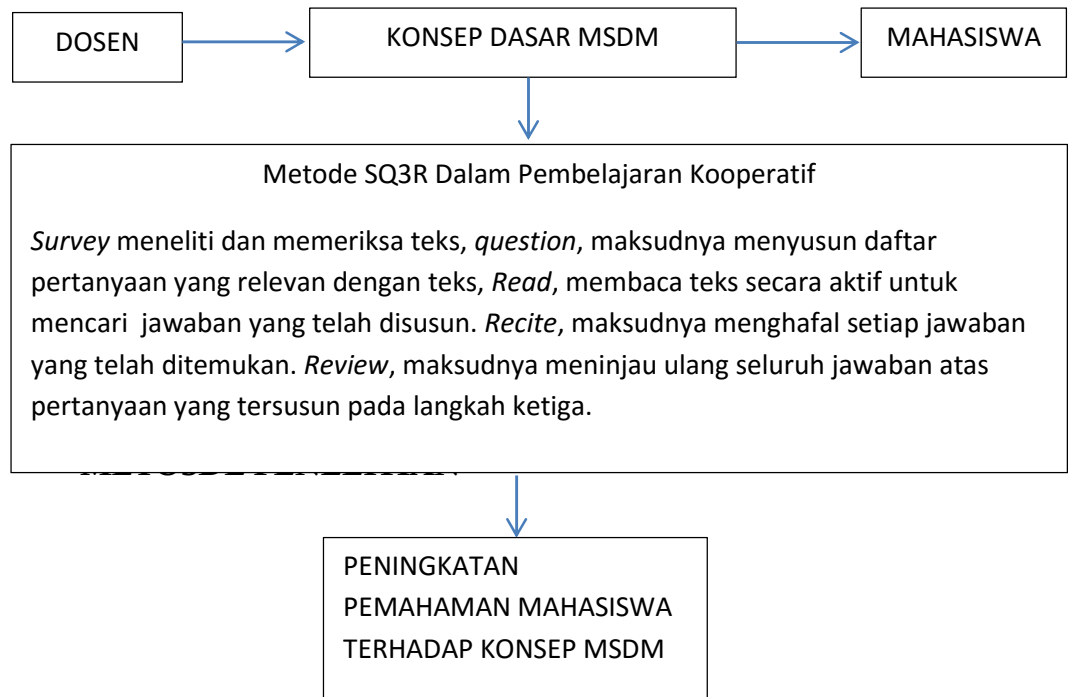 DOSEN
KONSEP DASAR MSDM
MAHASISWA
Metode SQ3R Dalam Pembelajaran Kooperatif
Survey meneliti dan memeriksa teks, question, maksudnya menyusun daftar
pertanyaan yang relevan dengan teks, Read, membaca teks secara aktif untuk
mencari jawaban yang telah disusun. Recite, maksudnya menghafal setiap jawaban
yang telah ditemukan. Review, maksudnya meninjau ulang seluruh jawaban atas
pertanyaan yang tersusun pada langkah ketiga.
PENINGKATAN
PEMAHAMAN MAHASISWA
TERHADAP KONSEP MSDM